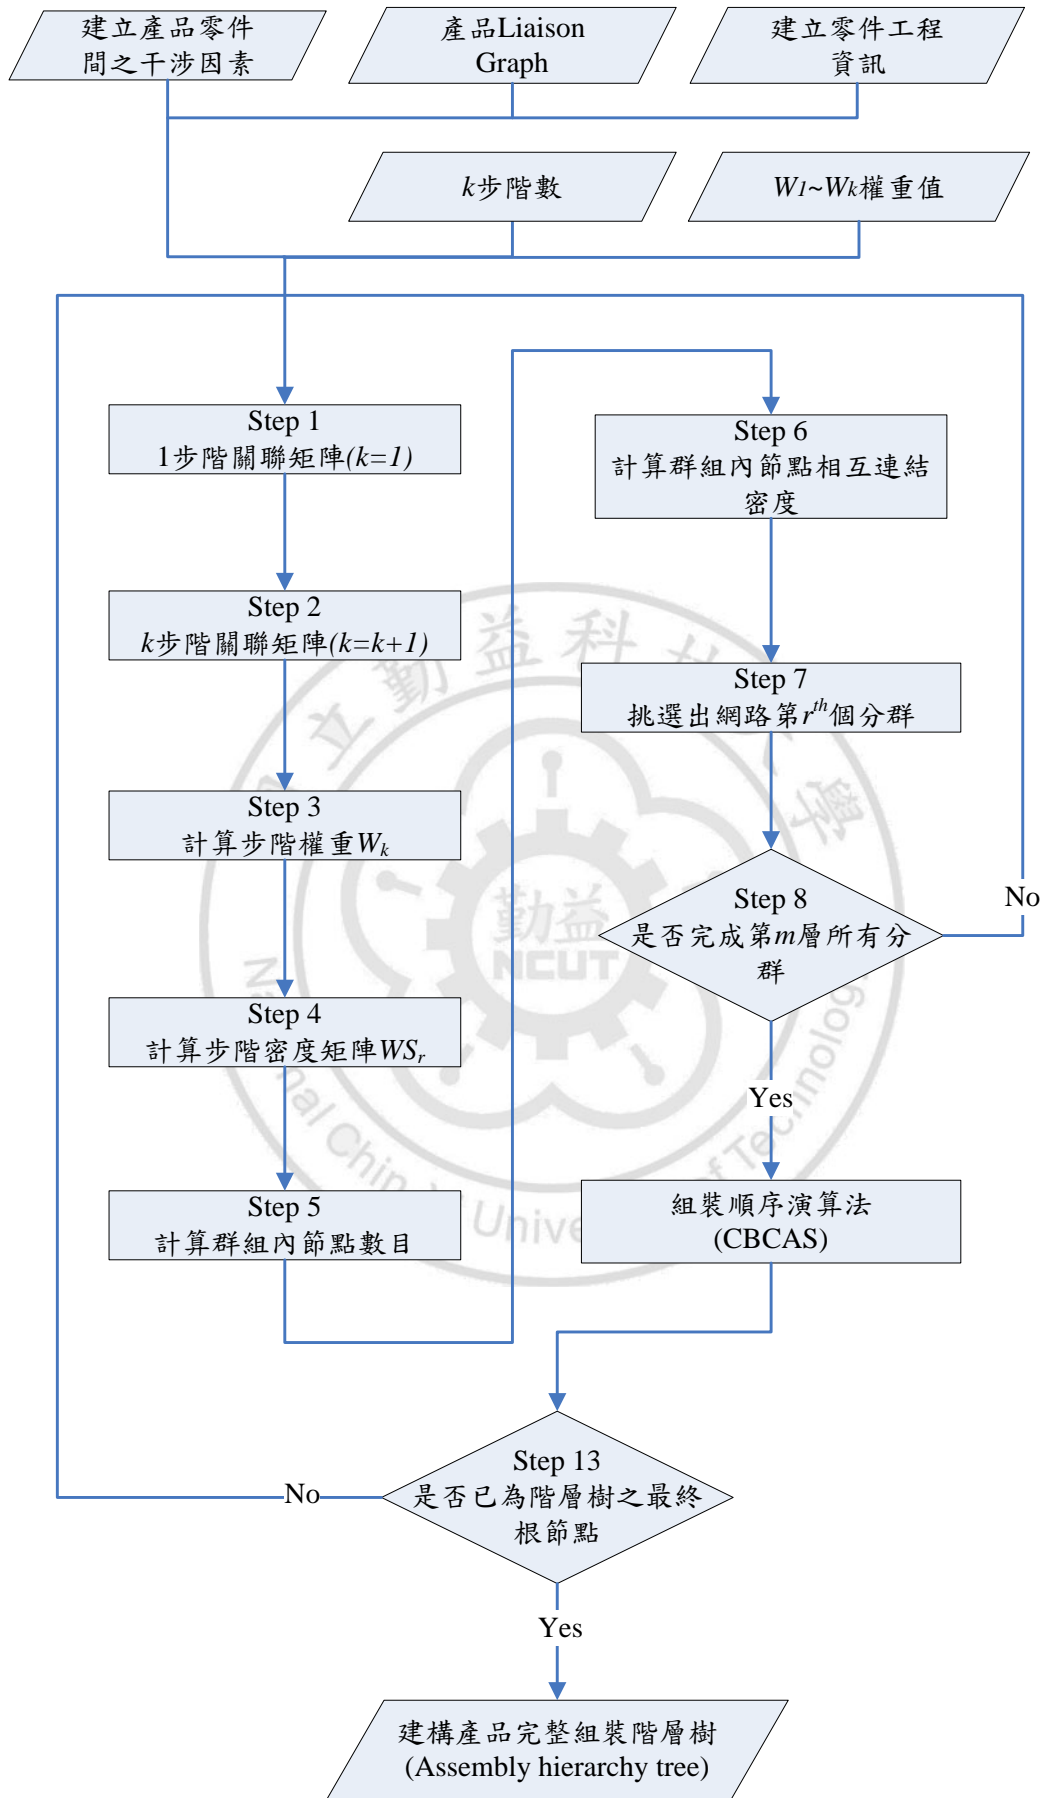 建立產品零件
間之干涉因素
產品Liaison
Graph
建立零件工程
資訊
k步階數
W1~Wk權重值
Step 1
1步階關聯矩陣(k=1)
Step 2
k步階關聯矩陣(k=k+1)
Step 3
計算步階權重Wk
Step 4
計算步階密度矩陣WSr
Step 5
計算群組內節點數目
Step 6
計算群組內節點相互連結
密度
Step 7
挑選出網路第r^th個分群
Step 8
是否完成第m層所有分
群
No
Yes
組裝順序演算法
(CBCAS)
Step 13
是否已為階層樹之最終
根節點
No
Yes
建構產品完整組裝階層樹
(Assembly hierarchy tree)
勤益
NCUT